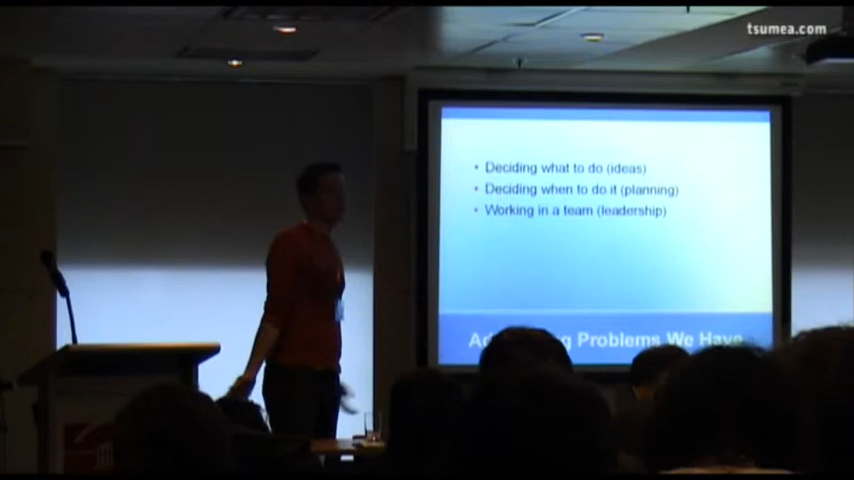 tsumea.com
• Deciding what to do (ideas)
• Deciding when to do it (planning)
• Working in a team (leadership)
Problems We Have